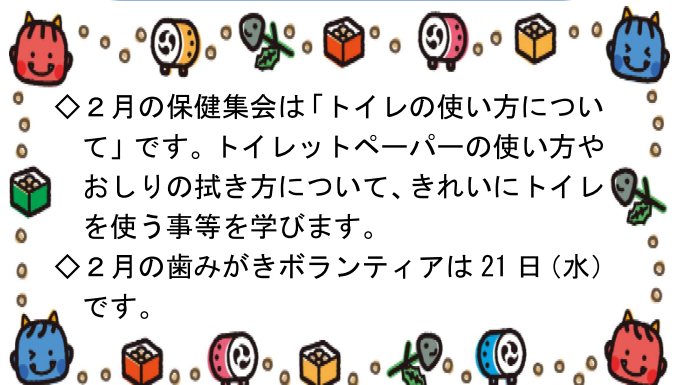 ◇２月の保健集会は「トイレの使い方につい
て」です。トイレットペーパーの使い方や
おしりの拭き方について、きれいにトイレ
を使う事等を学びます。
◇２月の歯みがきボランティアは 21 日（水）
です。